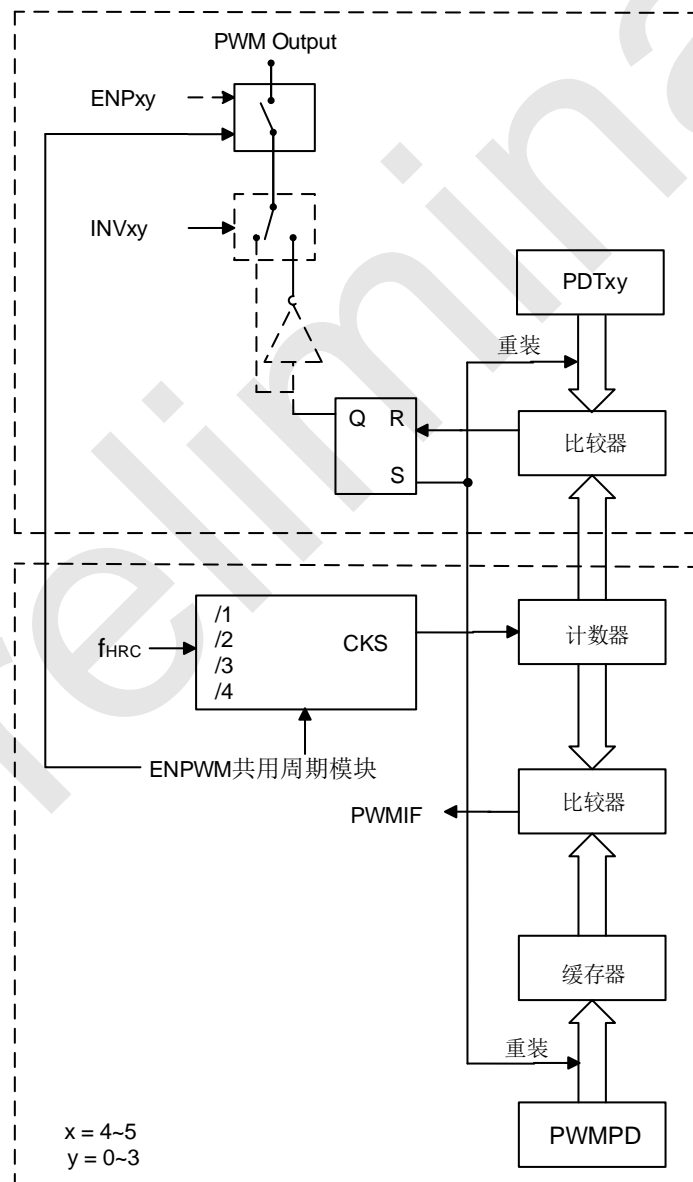 PWM Output
ENPxy
INVxy
PDTxy
重装
Q R
S
比较器
/1
/2
/3
/4
fHRC
CKS
计数器
ENPWM共用周期模块
PWMIF
比较器
缓存器
重装
PWMPD
x = 4~5
y = 0~3